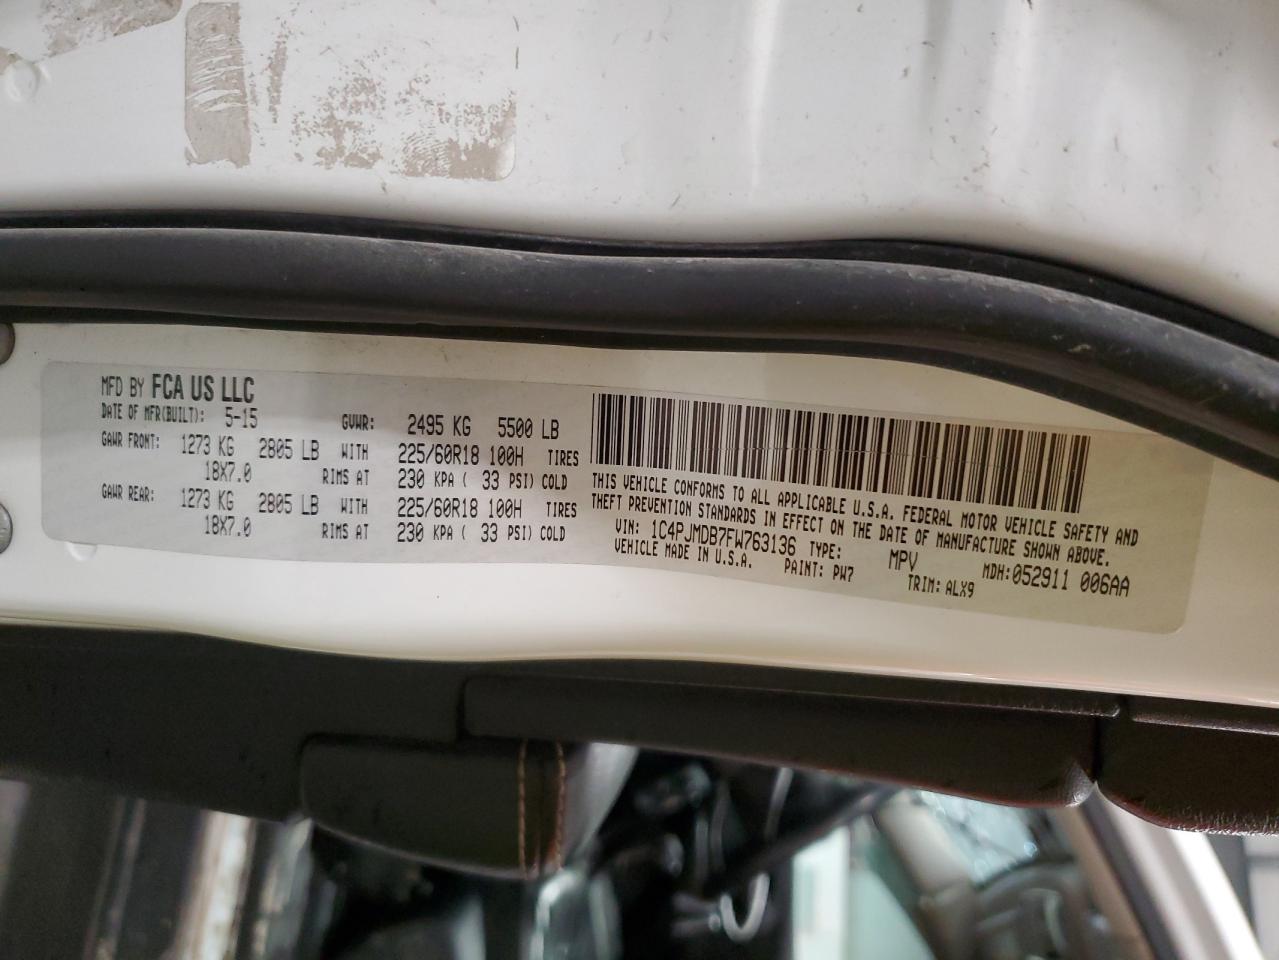 MFD BY FCA US LLC
DATE OF MFR(BUILT): 5-15 GVWR: 2495 KG 5500 LB
GAWR FRONT: 1273 KG 2805 LB WITH 225/60R18 100H TIRES
18X7.0 RIMS AT 230 KPA ( 33 PSI) COLD
GAWR REAR: 1273 KG 2805 LB WITH 225/60R18 100H TIRES
18X7.0 RIMS AT 230 KPA ( 33 PSI) COLD
THIS VEHICLE CONFORMS TO ALL APPLICABLE U.S.A. FEDERAL MOTOR VEHICLE SAFETY AND
THEFT PREVENTION STANDARDS IN EFFECT ON THE DATE OF MANUFACTURE SHOWN ABOVE.
VIN: 1C4PJMDB7FW763136 TYPE: MPV MDH:052911 006AA
VEHICLE MADE IN U.S.A. PAINT: PW7 TRIM: ALX9